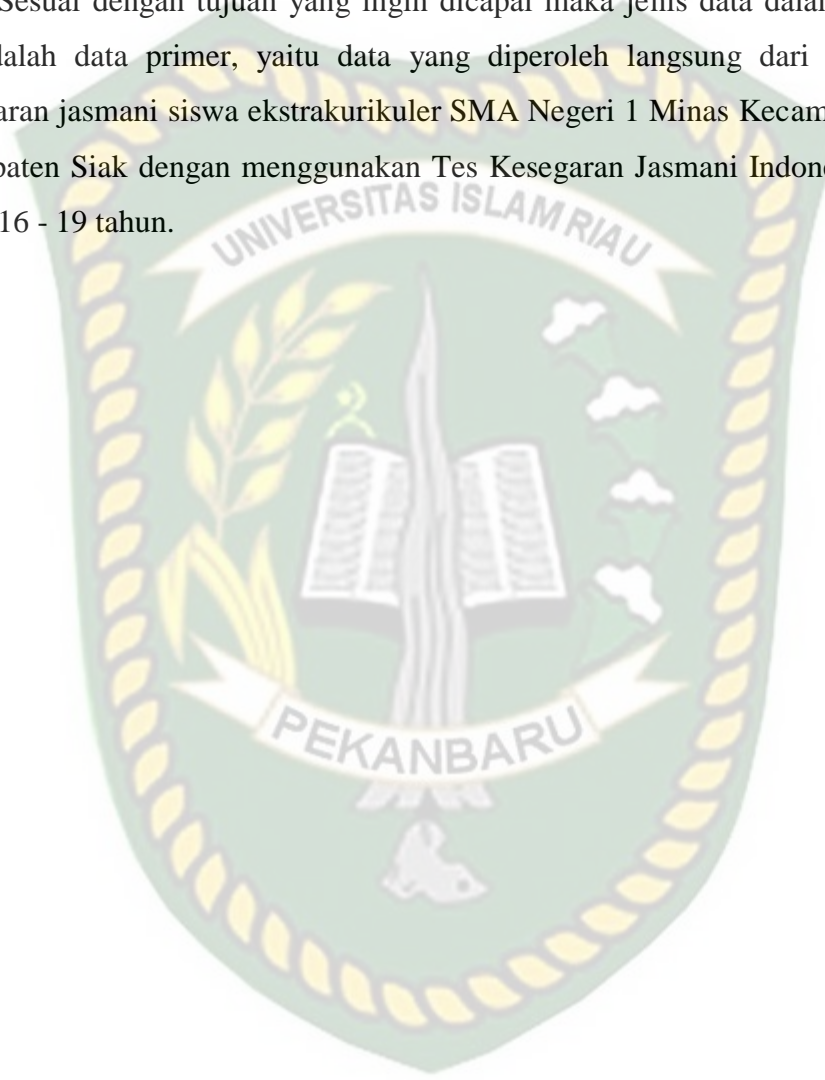 Sesuai dengan tujuan yang ingin dicapai maka jenis data dalam
dalah data primer, yaitu data yang diperoleh langsung dari
aran jasmani siswa ekstrakurikuler SMA Negeri 1 Minas Kecam
paten Siak dengan menggunakan Tes Kesegaran Jasmani Indone
16 - 19 tahun.
UNIVERSITAS ISLAM RIAU
PEKANBARU